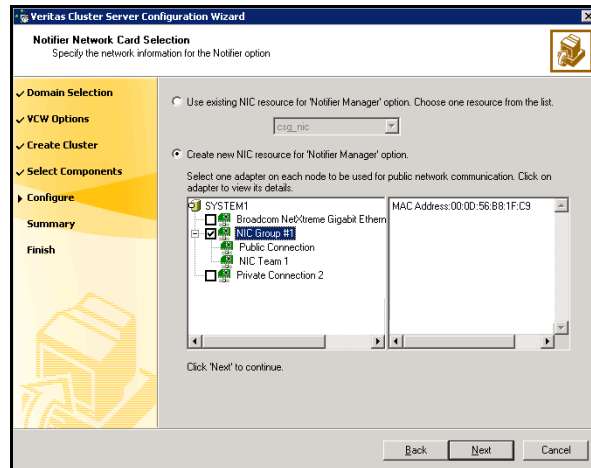 Veritas Cluster Server Configuration Wizard
Notifier Network Card Selection
Specify the network information for the Notifier option
Domain Selection
VCW Options
Create Cluster
Select Components
Configure
Summary
Finish
Use existing NIC resource for 'Notifier Manager' option. Choose one resource from the list.
csg_nic
Create new NIC resource for 'Notifier Manager' option.
Select one adapter on each node to be used for public network communication. Click on
adapter to view its details.
SYSTEM1
Broadcom NetXtreme Gigabit Ethern
NIC Group #1
Public Connection
NIC Team 1
Private Connection 2
MAC Address:00:0D:56:B8:1F:C9
Click 'Next' to continue.
Back
Next
Cancel